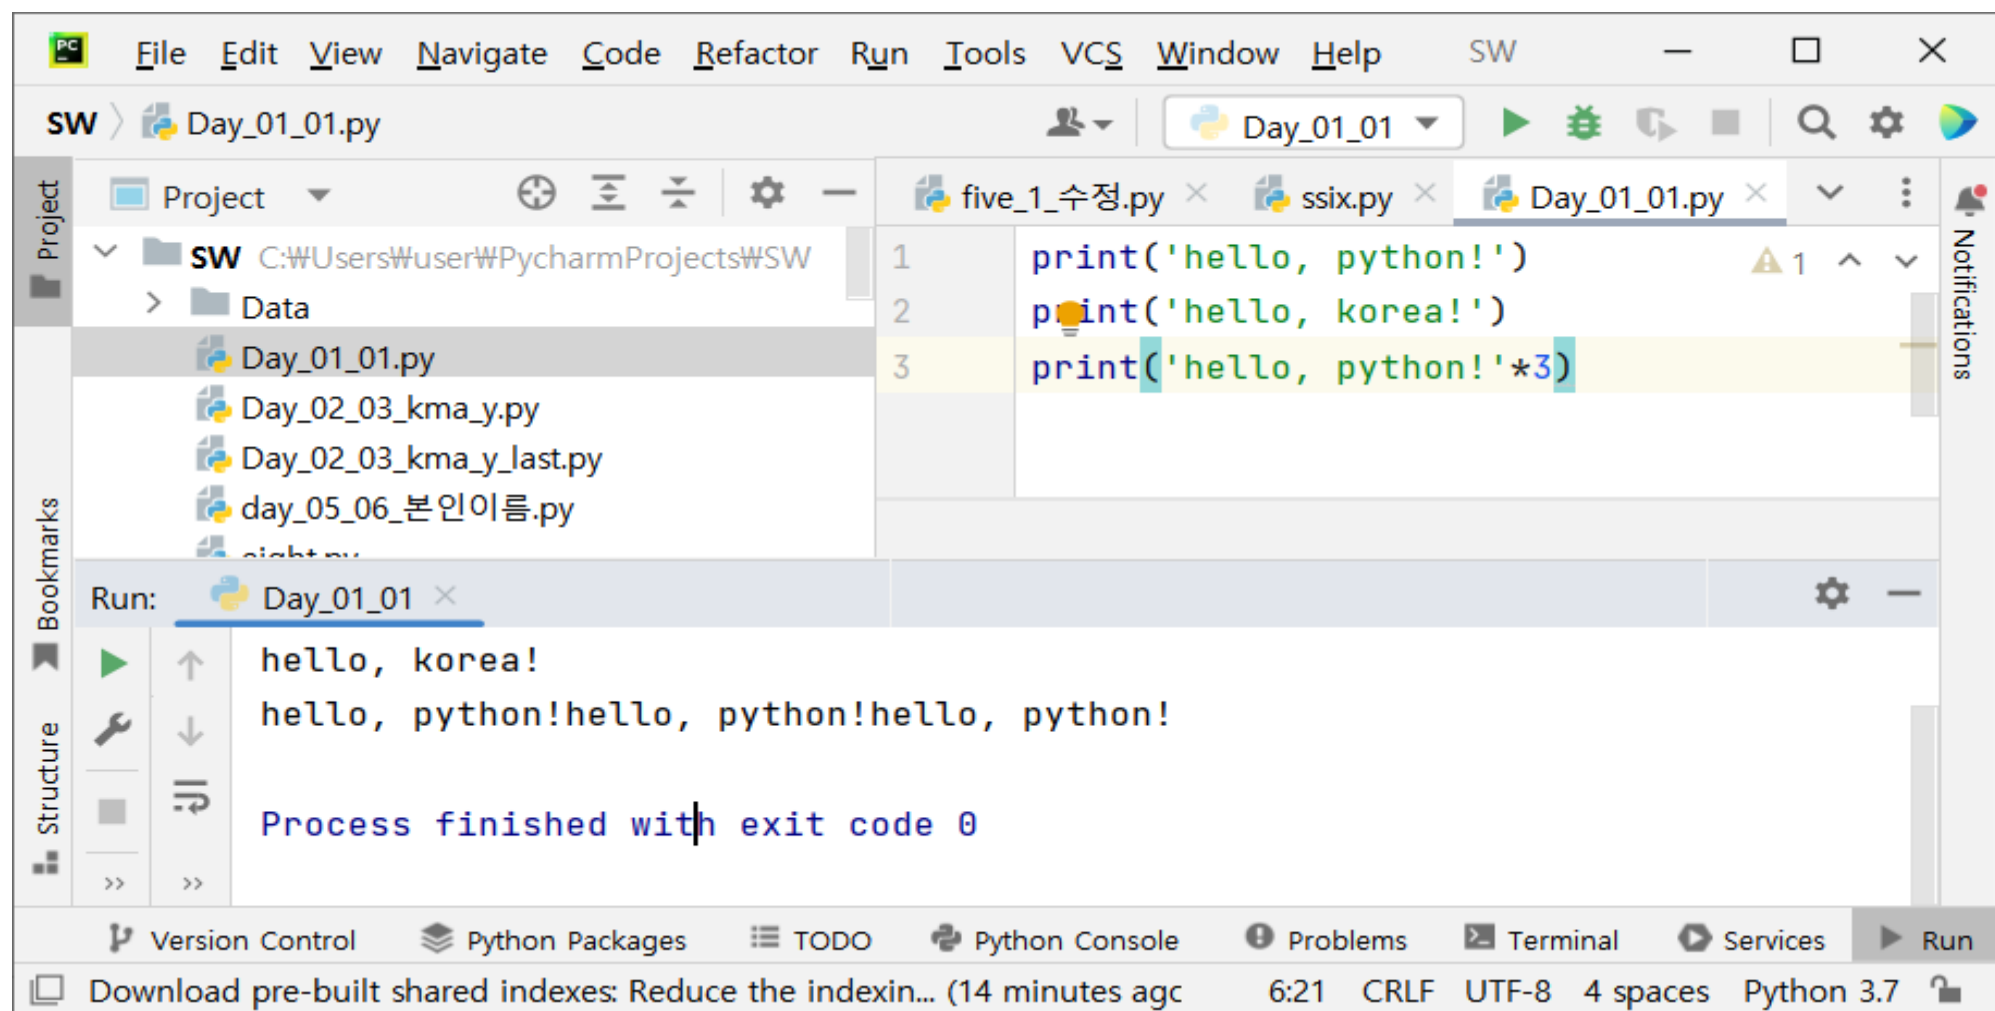 PC File Edit View Navigate Code Refactor Run Tools VCS Window Help SW
SW Day_01_01.py Day_01_01
Project
Project
five_1_수정.py ssix.py Day_01_01.py
SW C:₩Users₩user₩PycharmProjects₩SW
Data
Day_01_01.py
Day_02_03_kma_y.py
Day_02_03_kma_y_last.py
day_05_06_본인이름.py
eight.py
1 print('hello, python!')
2 print('hello, korea!')
3 print('hello, python!'*3)
1
Notifications
Bookmarks
Structure
Run: Day_01_01
hello, korea!
hello, python!hello, python!hello, python!
Process finished with exit code 0
Version Control Python Packages TODO Python Console Problems Terminal Services Run
Download pre-built shared indexes: Reduce the indexin... (14 minutes agc 6:21 CRLF UTF-8 4 spaces Python 3.7